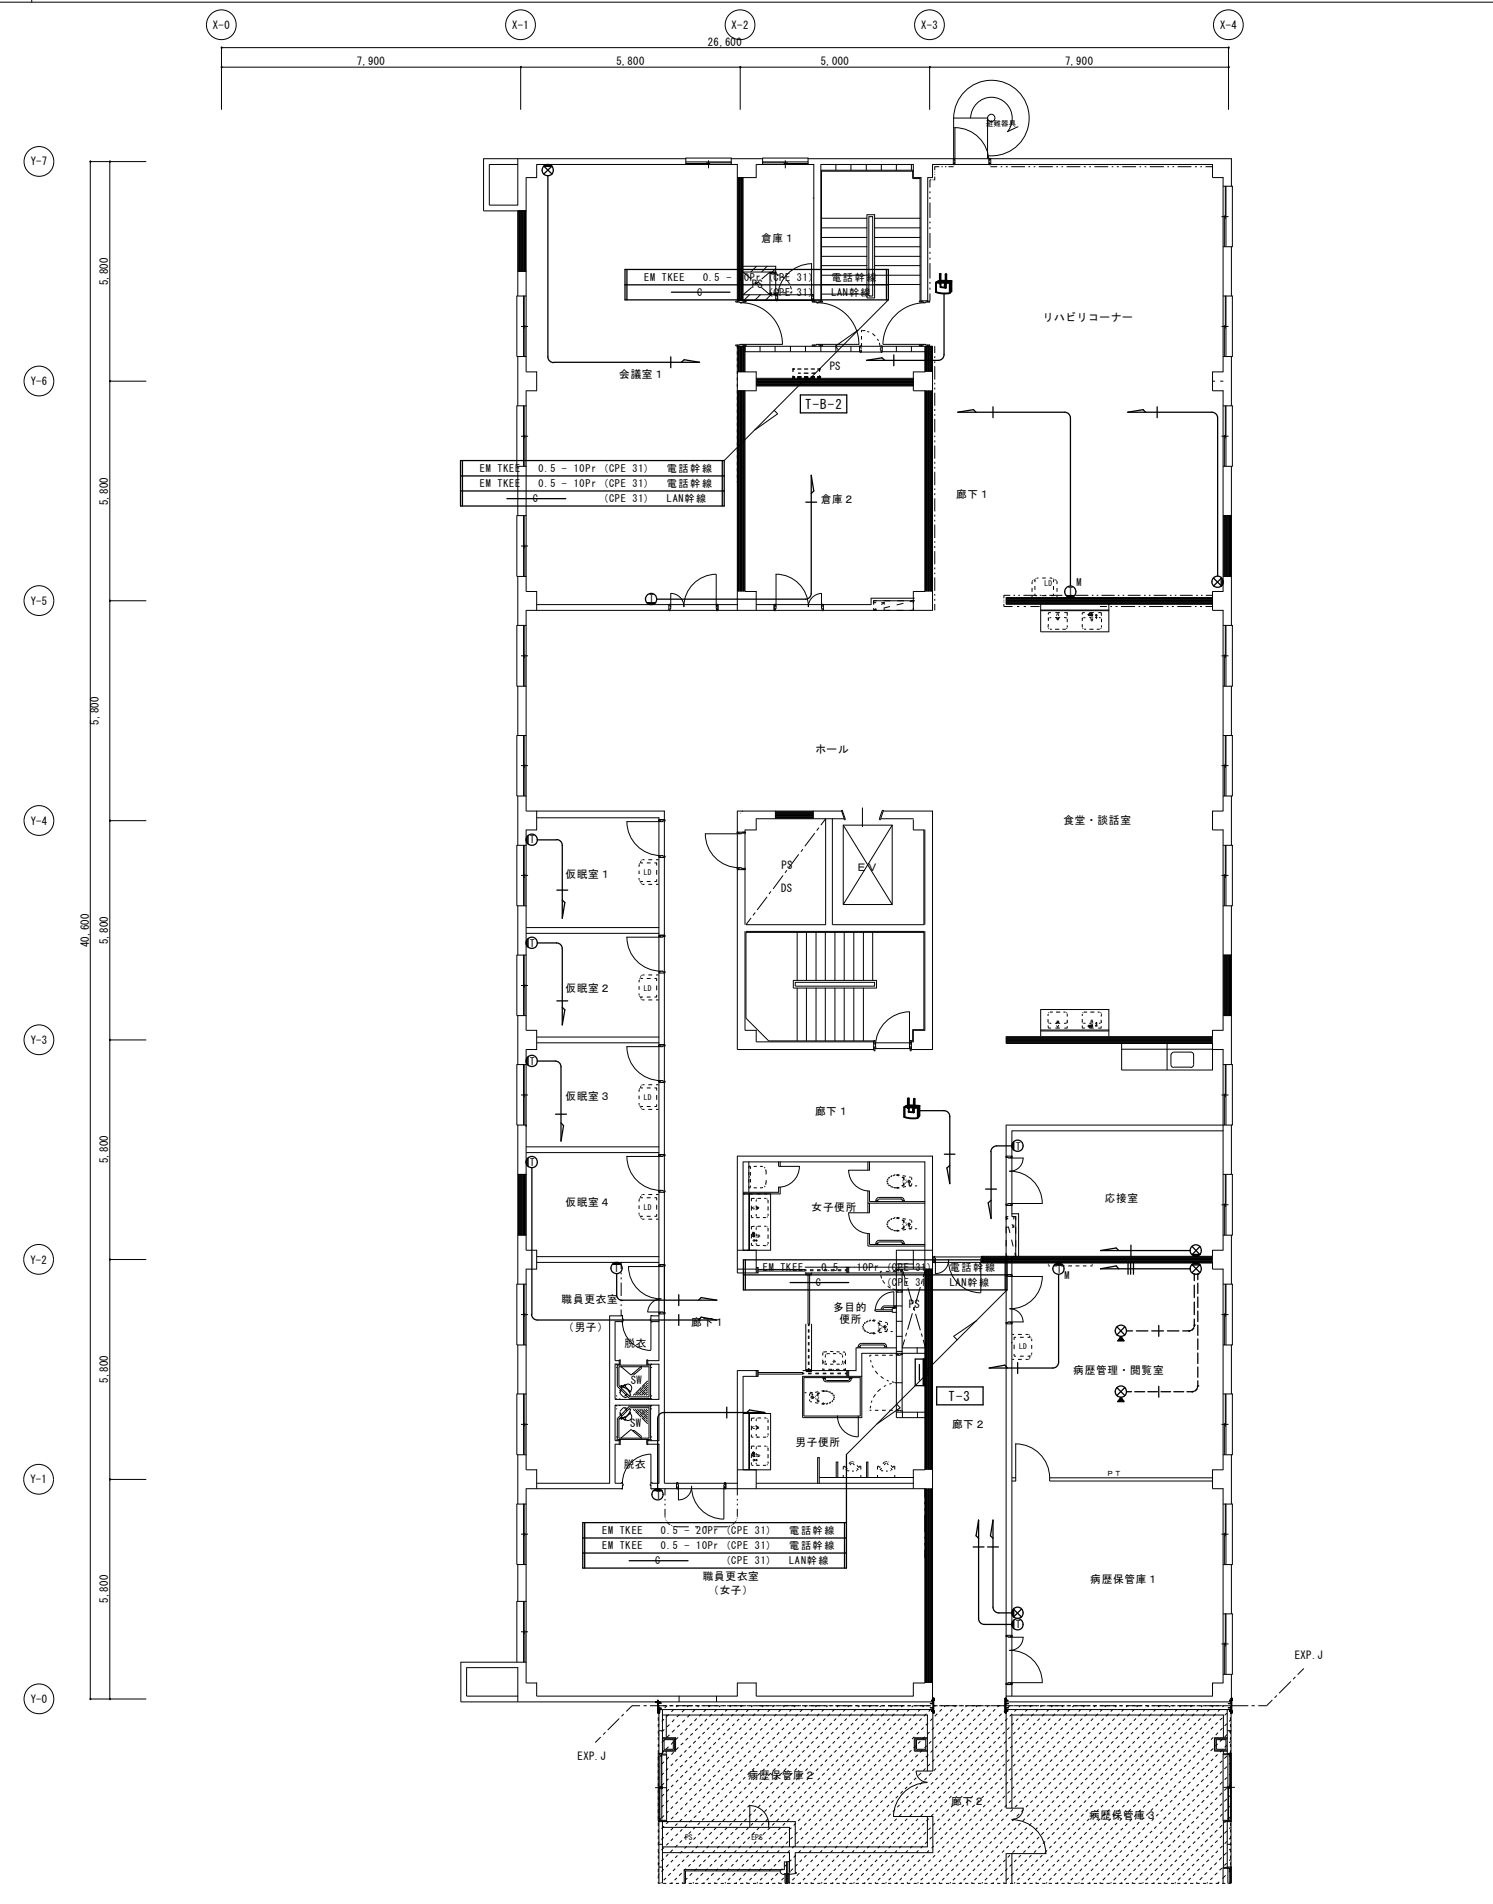 X-0
X-1
X-2
X-3
X-4
26,600
7,900
5,800
5,000
7,900
避難器具
Y-7
Y-6
Y-5
Y-4
Y-3
Y-2
Y-1
Y-0
5,800
5,800
5,800
5,800
5,800
5,800
5,800
40,600
倉庫1
電話幹線
LAN幹線
リハビリコーナー
会議室1
PS
T-B-2
EM TKEE 0.5 - 10Pr (CPE 31) 電話幹線
EM TKEE 0.5 - 10Pr (CPE 31) 電話幹線
G (CPE 31) LAN幹線
倉庫2
廊下1
LD
M
ホール
食堂・談話室
PS
DS
EV
仮眠室1
LD
仮眠室2
LD
仮眠室3
LD
仮眠室4
LD
廊下1
女子便所
応接室
EM TKEE 0.5 - 10Pr (CPE 31) 電話幹線
LAN幹線
PS
M
職員更衣室
(男子)
廊下1
多目的
便所
脱衣
SW
SW
脱衣
LD
病歴管理・閲覧室
T-3
廊下2
男子便所
PT
EM TKEE 0.5 - 20Pr (CPE 31) 電話幹線
EM TKEE 0.5 - 10Pr (CPE 31) 電話幹線
G (CPE 31) LAN幹線
職員更衣室
(女子)
病歴保管庫1
EXP.J
EXP.J
病歴保管庫2
廊下2
病歴保管庫3
PS
EPS